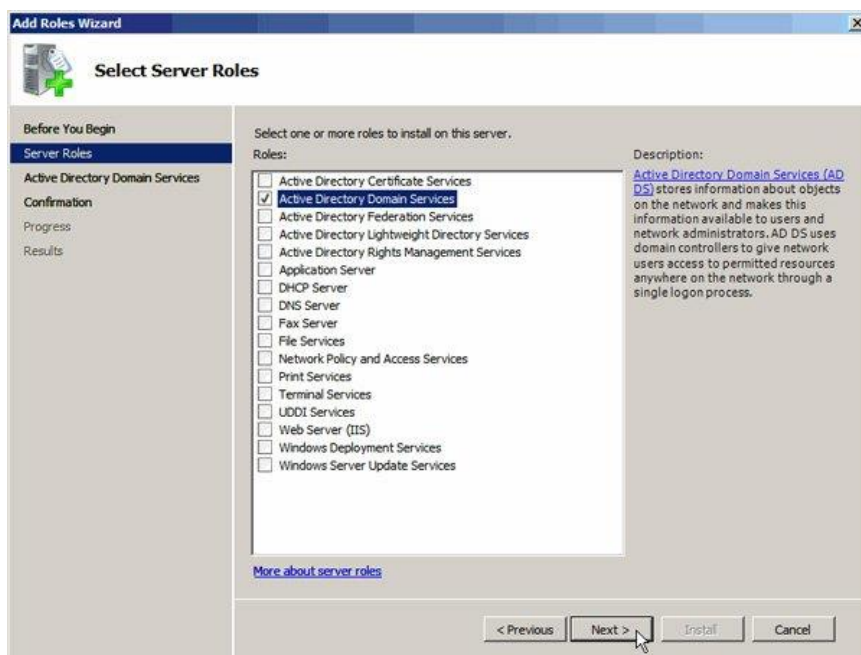 Add Roles Wizard
Select Server Roles
Before You Begin
Server Roles
Active Directory Domain Services
Confirmation
Progress
Results
Select one or more roles to install on this server.
Roles:
Active Directory Certificate Services
Active Directory Domain Services
Active Directory Federation Services
Active Directory Lightweight Directory Services
Active Directory Rights Management Services
Application Server
DHCP Server
DNS Server
Fax Server
File Services
Network Policy and Access Services
Print Services
Terminal Services
UDDI Services
Web Server (IIS)
Windows Deployment Services
Windows Server Update Services
More about server roles
Description:
Active Directory Domain Services (AD
DS) stores information about objects
on the network and makes this
information available to users and
network administrators. AD DS uses
domain controllers to give network
users access to permitted resources
anywhere on the network through a
single logon process.
< Previous
Next >
Install
Cancel